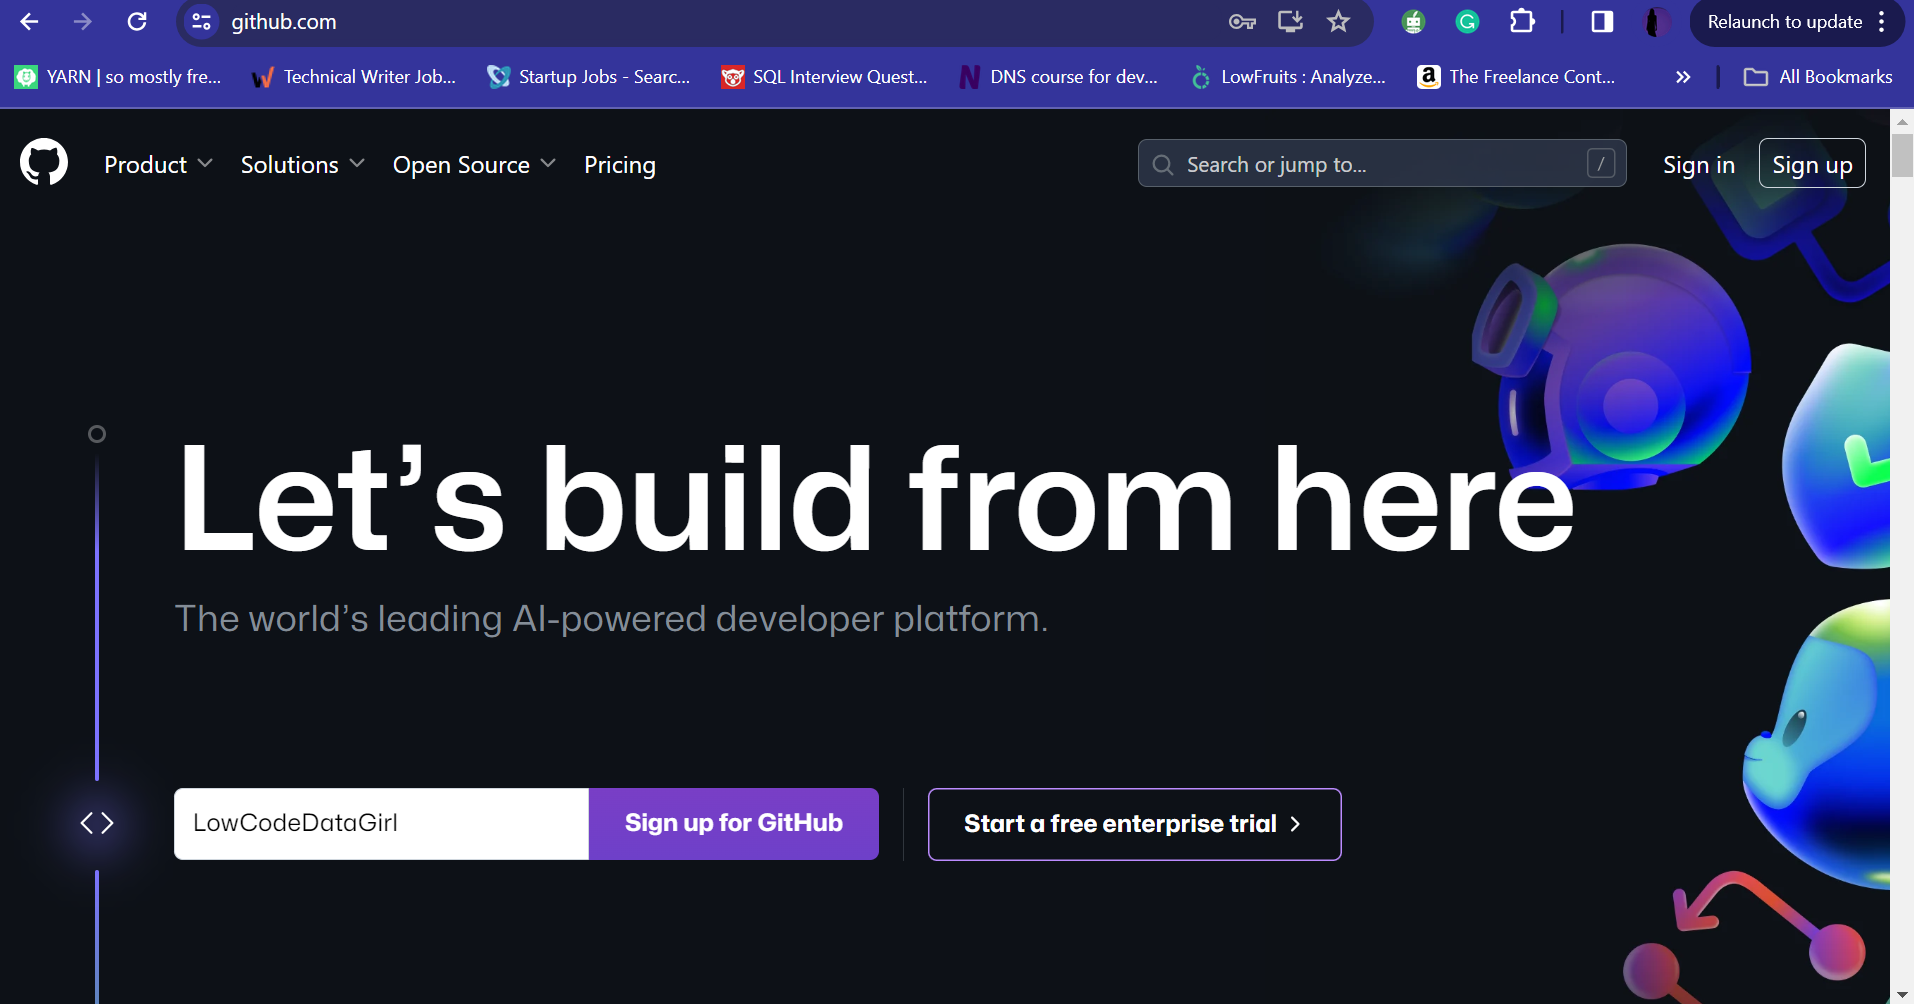 github.com
Relaunch to update
YARN | so mostly fre...
Technical Writer Job...
Startup Jobs - Searc...
SQL Interview Quest...
DNS course for dev...
LowFruits : Analyze...
The Freelance Cont...
All Bookmarks
Product
Solutions
Open Source
Pricing
Search or jump to...
/
Sign in
Sign up
Let’s build from here
The world’s leading AI-powered developer platform.
LowCodeDataGirl
Sign up for GitHub
Start a free enterprise trial